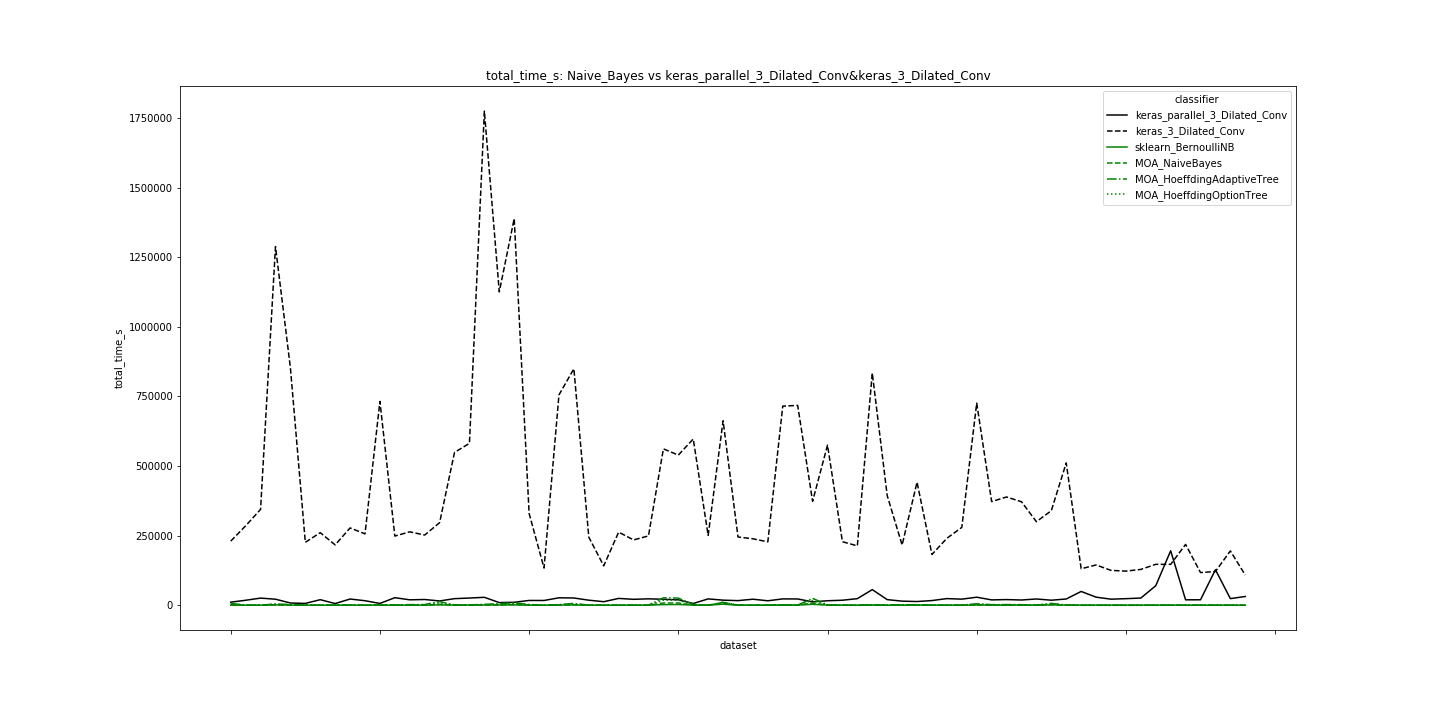 total_time_s: Naive_Bayes vs keras_parallel_3_Dilated_Conv&keras_3_Dilated_Conv
classifier
keras_parallel_3_Dilated_Conv
keras_3_Dilated_Conv
sklearn_BernoulliNB
MOA_NaiveBayes
MOA_HoeffdingAdaptiveTree
MOA_HoeffdingOptionTree
1750000
1500000
1250000
1000000
750000
500000
250000
0
total_time_s
dataset